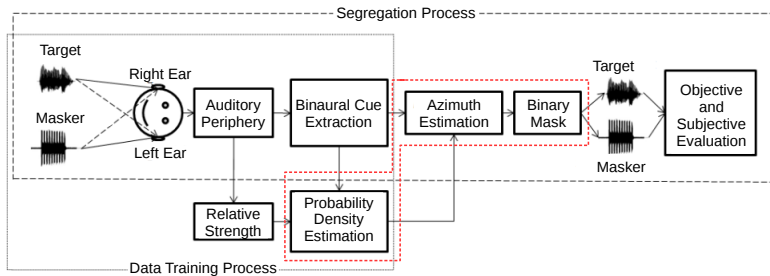 Segregation Process
Target
Right Ear
Masker
Left Ear
Auditory
Periphery
Binaural Cue
Extraction
Azimuth
Estimation
Binary
Mask
Target
Masker
Objective
and
Subjective
Evaluation
Relative
Strength
Probability
Density
Estimation
Data Training Process